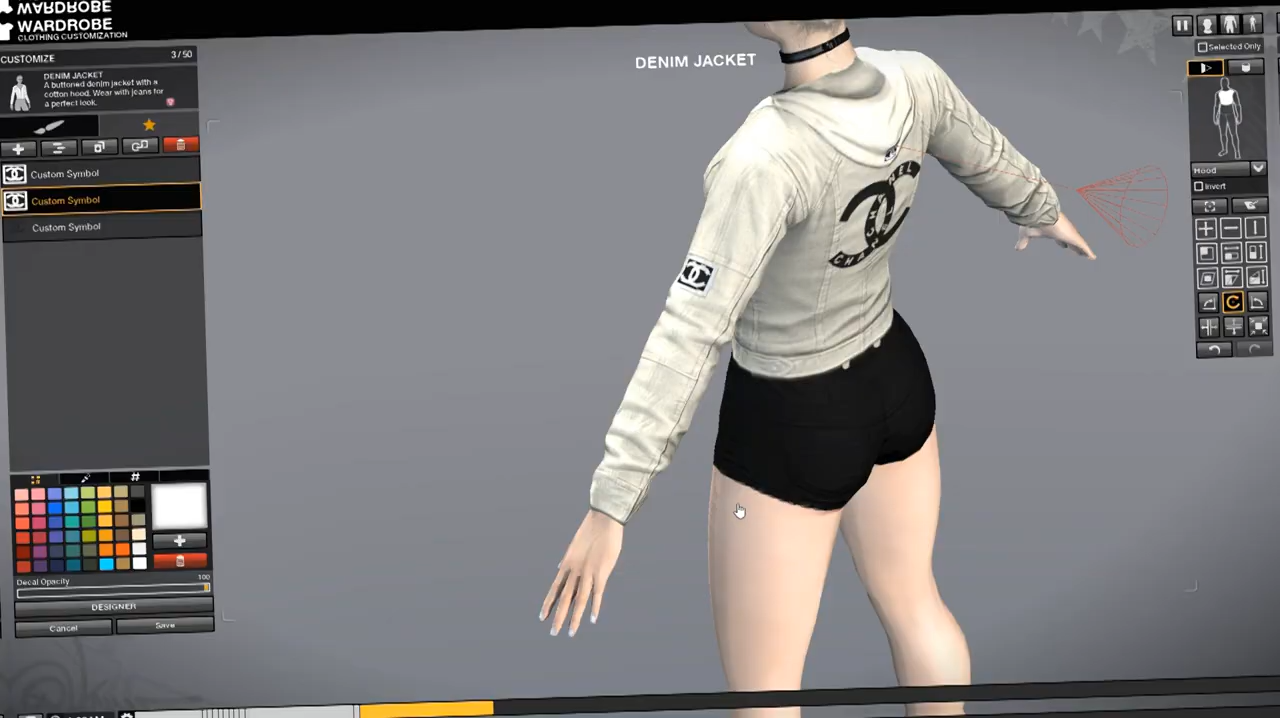 WARDROBE
WARDROBE
CLOTHING CUSTOMIZATION
CUSTOMIZE 3/50
DENIM JACKET
A buttoned denim jacket with a
cotton hood. Wear with jeans for
a perfect look.
Custom Symbol
Custom Symbol
Custom Symbol
#
Decal Opacity 100
DESIGNER
Cancel Save
DENIM JACKET
CHANEL
CHANEL
Selected Only
Hood
Invert